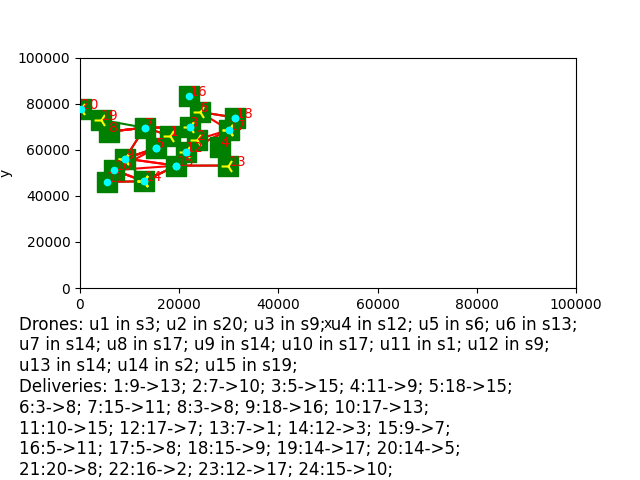 100000
80000
60000
40000
20000
0
y
0 20000 40000 60000 80000 100000
x
Drones: u1 in s3; u2 in s20; u3 in s9; u4 in s12; u5 in s6; u6 in s13;
u7 in s14; u8 in s17; u9 in s14; u10 in s17; u11 in s1; u12 in s9;
u13 in s14; u14 in s2; u15 in s19;
Deliveries: 1:9->13; 2:7->10; 3:5->15; 4:11->9; 5:18->15;
6:3->8; 7:15->11; 8:3->8; 9:18->16; 10:17->13;
11:10->15; 12:17->7; 13:7->1; 14:12->3; 15:9->7;
16:5->11; 17:5->8; 18:15->9; 19:14->17; 20:14->5;
21:20->8; 22:16->2; 23:12->17; 24:15->10;